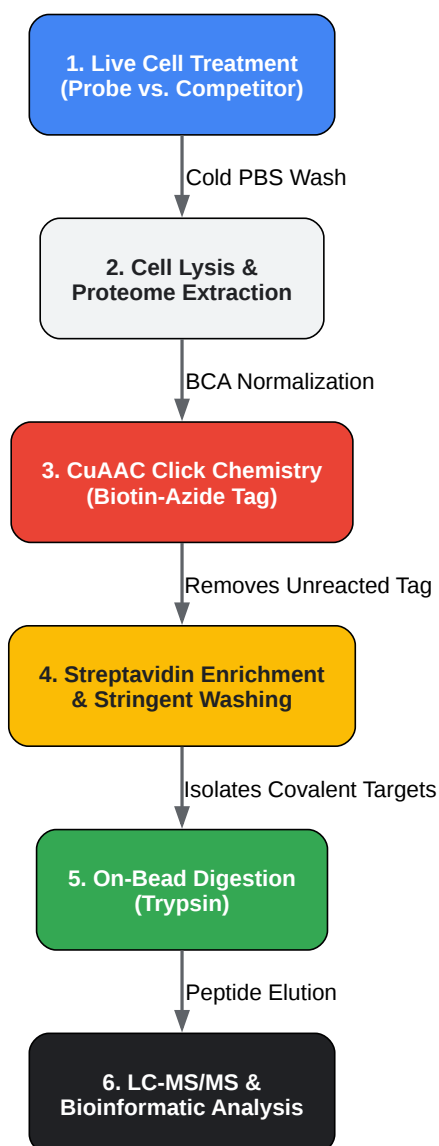 1. Live Cell Treatment
(Probe vs. Competitor)
Cold PBS Wash
2. Cell Lysis &
Proteome Extraction
BCA Normalization
3. CuAAC Click Chemistry
(Biotin-Azide Tag)
Removes Unreacted Tag
4. Streptavidin Enrichment
& Stringent Washing
Isolates Covalent Targets
5. On-Bead Digestion
(Trypsin)
Peptide Elution
6. LC-MS/MS &
Bioinformatic Analysis